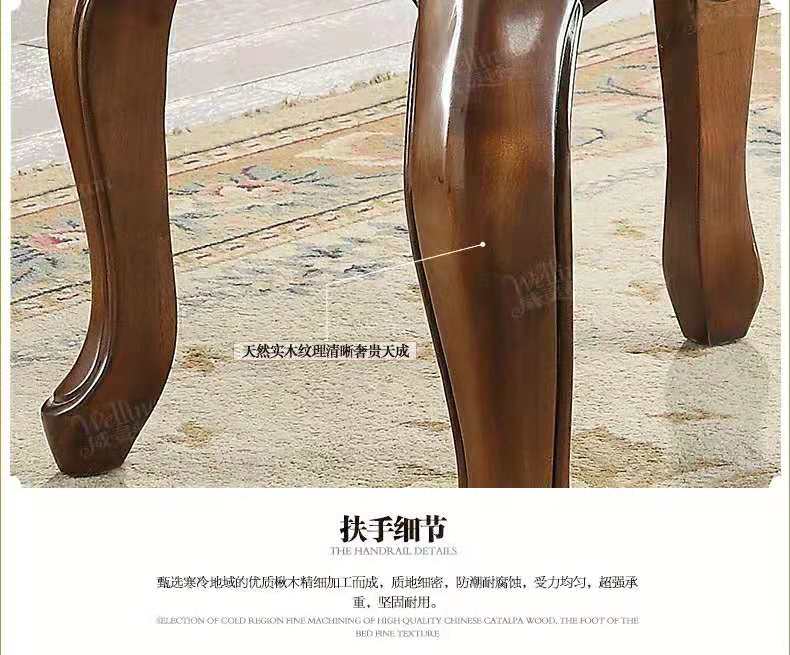 天然实木纹理清晰奢贵天成
扶手细节
THE HANDRAIL DETAILS
甄选寒冷地域的优质楸木精细加工而成，质地细密，防潮耐腐蚀，受力均匀，超强承
重，坚固耐用。
SELECTION OF COLD REGION FINE MACHINING OF HIGH QUALITY CHINESE CATALPA WOOD, THE FOOT OF THE
BED FINE TEXTURE